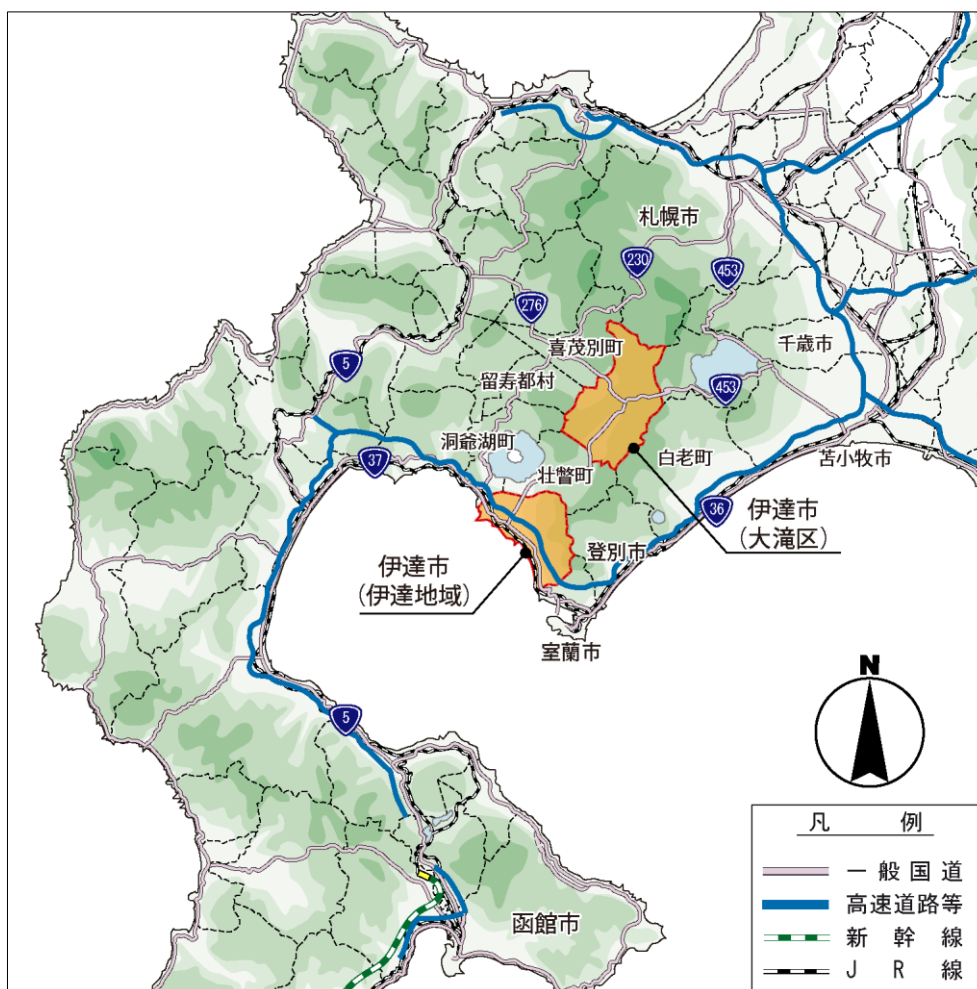 札幌市
230
453
276
喜茂別町
千歳市
5
留寿都村
453
洞爺湖町
37
壮瞥町
白老町
苫小牧市
36
伊達市
(大滝区)
登別市
伊達市
(伊達地域)
室蘭市
N
5
凡 例
一般国道
高速道路等
新幹線
JR線
函館市